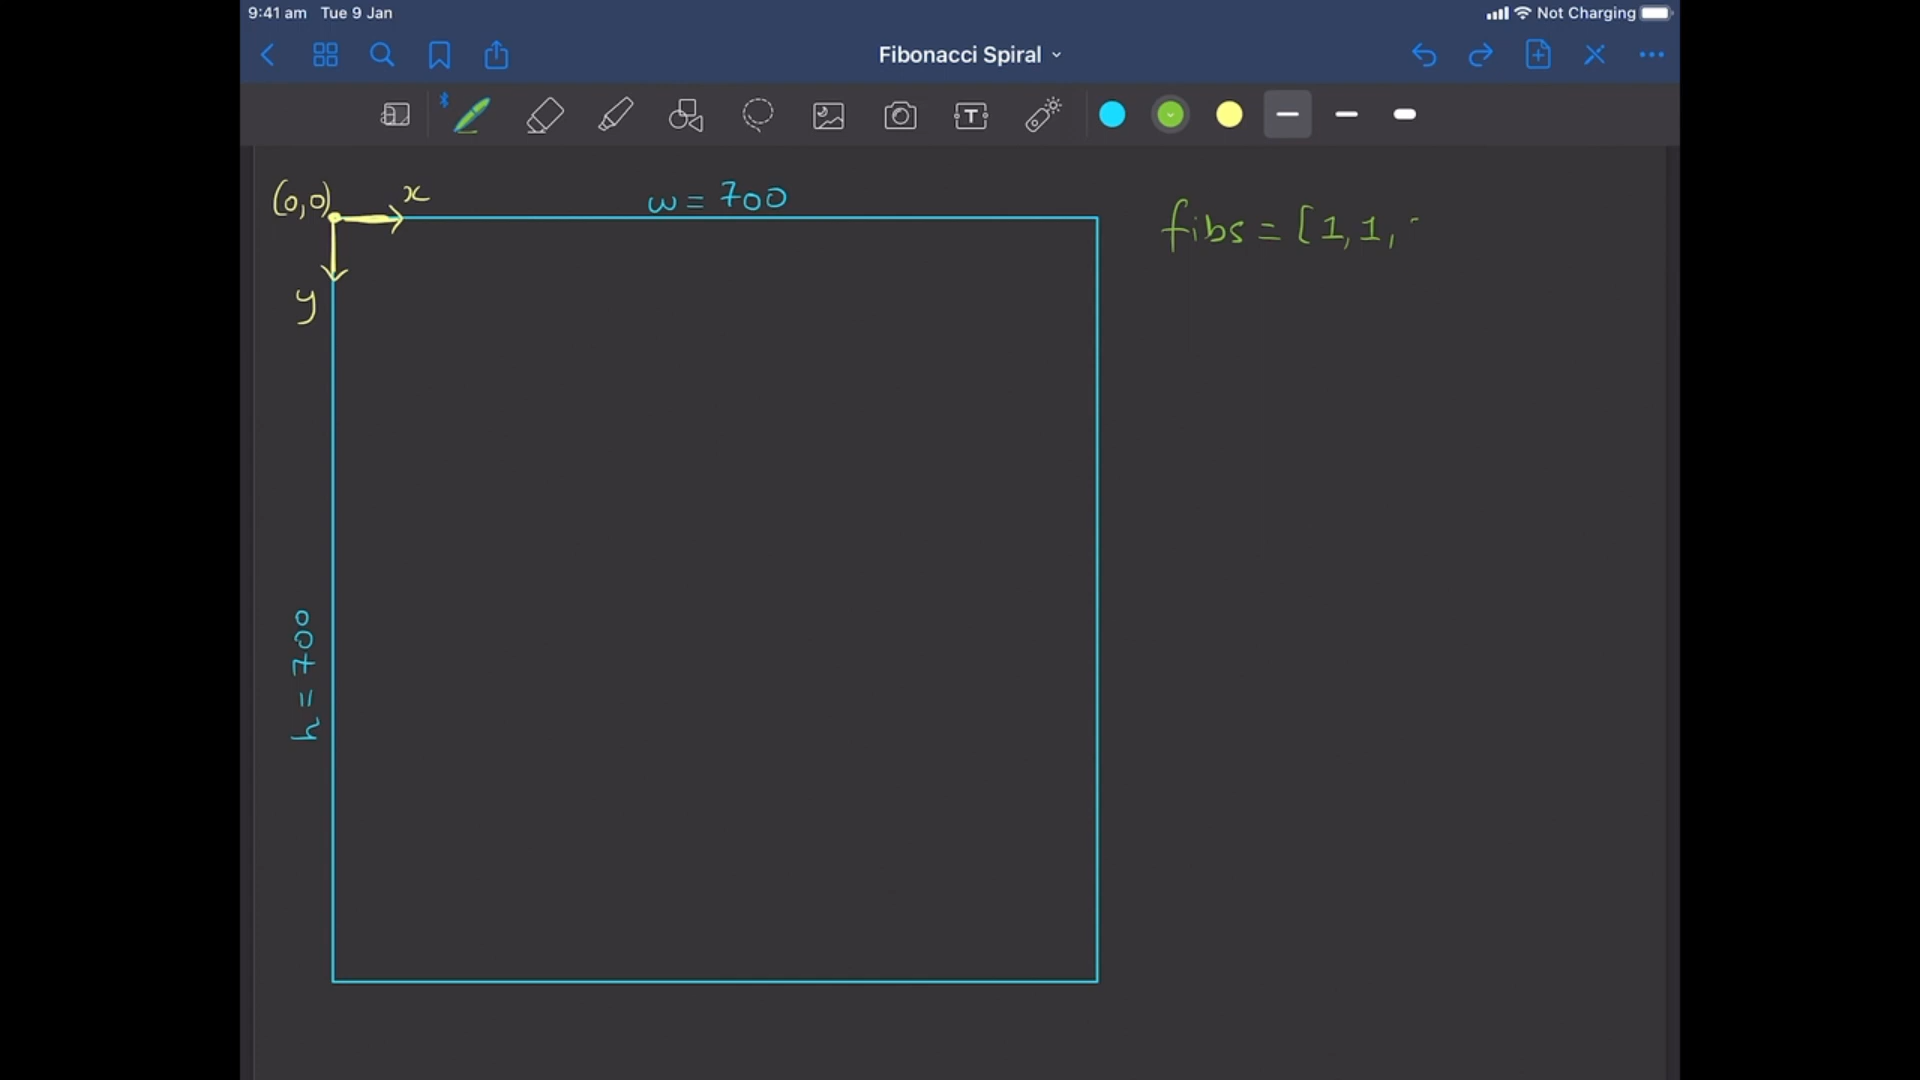 9:41 am Tue 9 Jan
Not Charging
Fibonacci Spiral
T
(0,0)
x
w = 700
fibs = [1,1,
y
h = 700